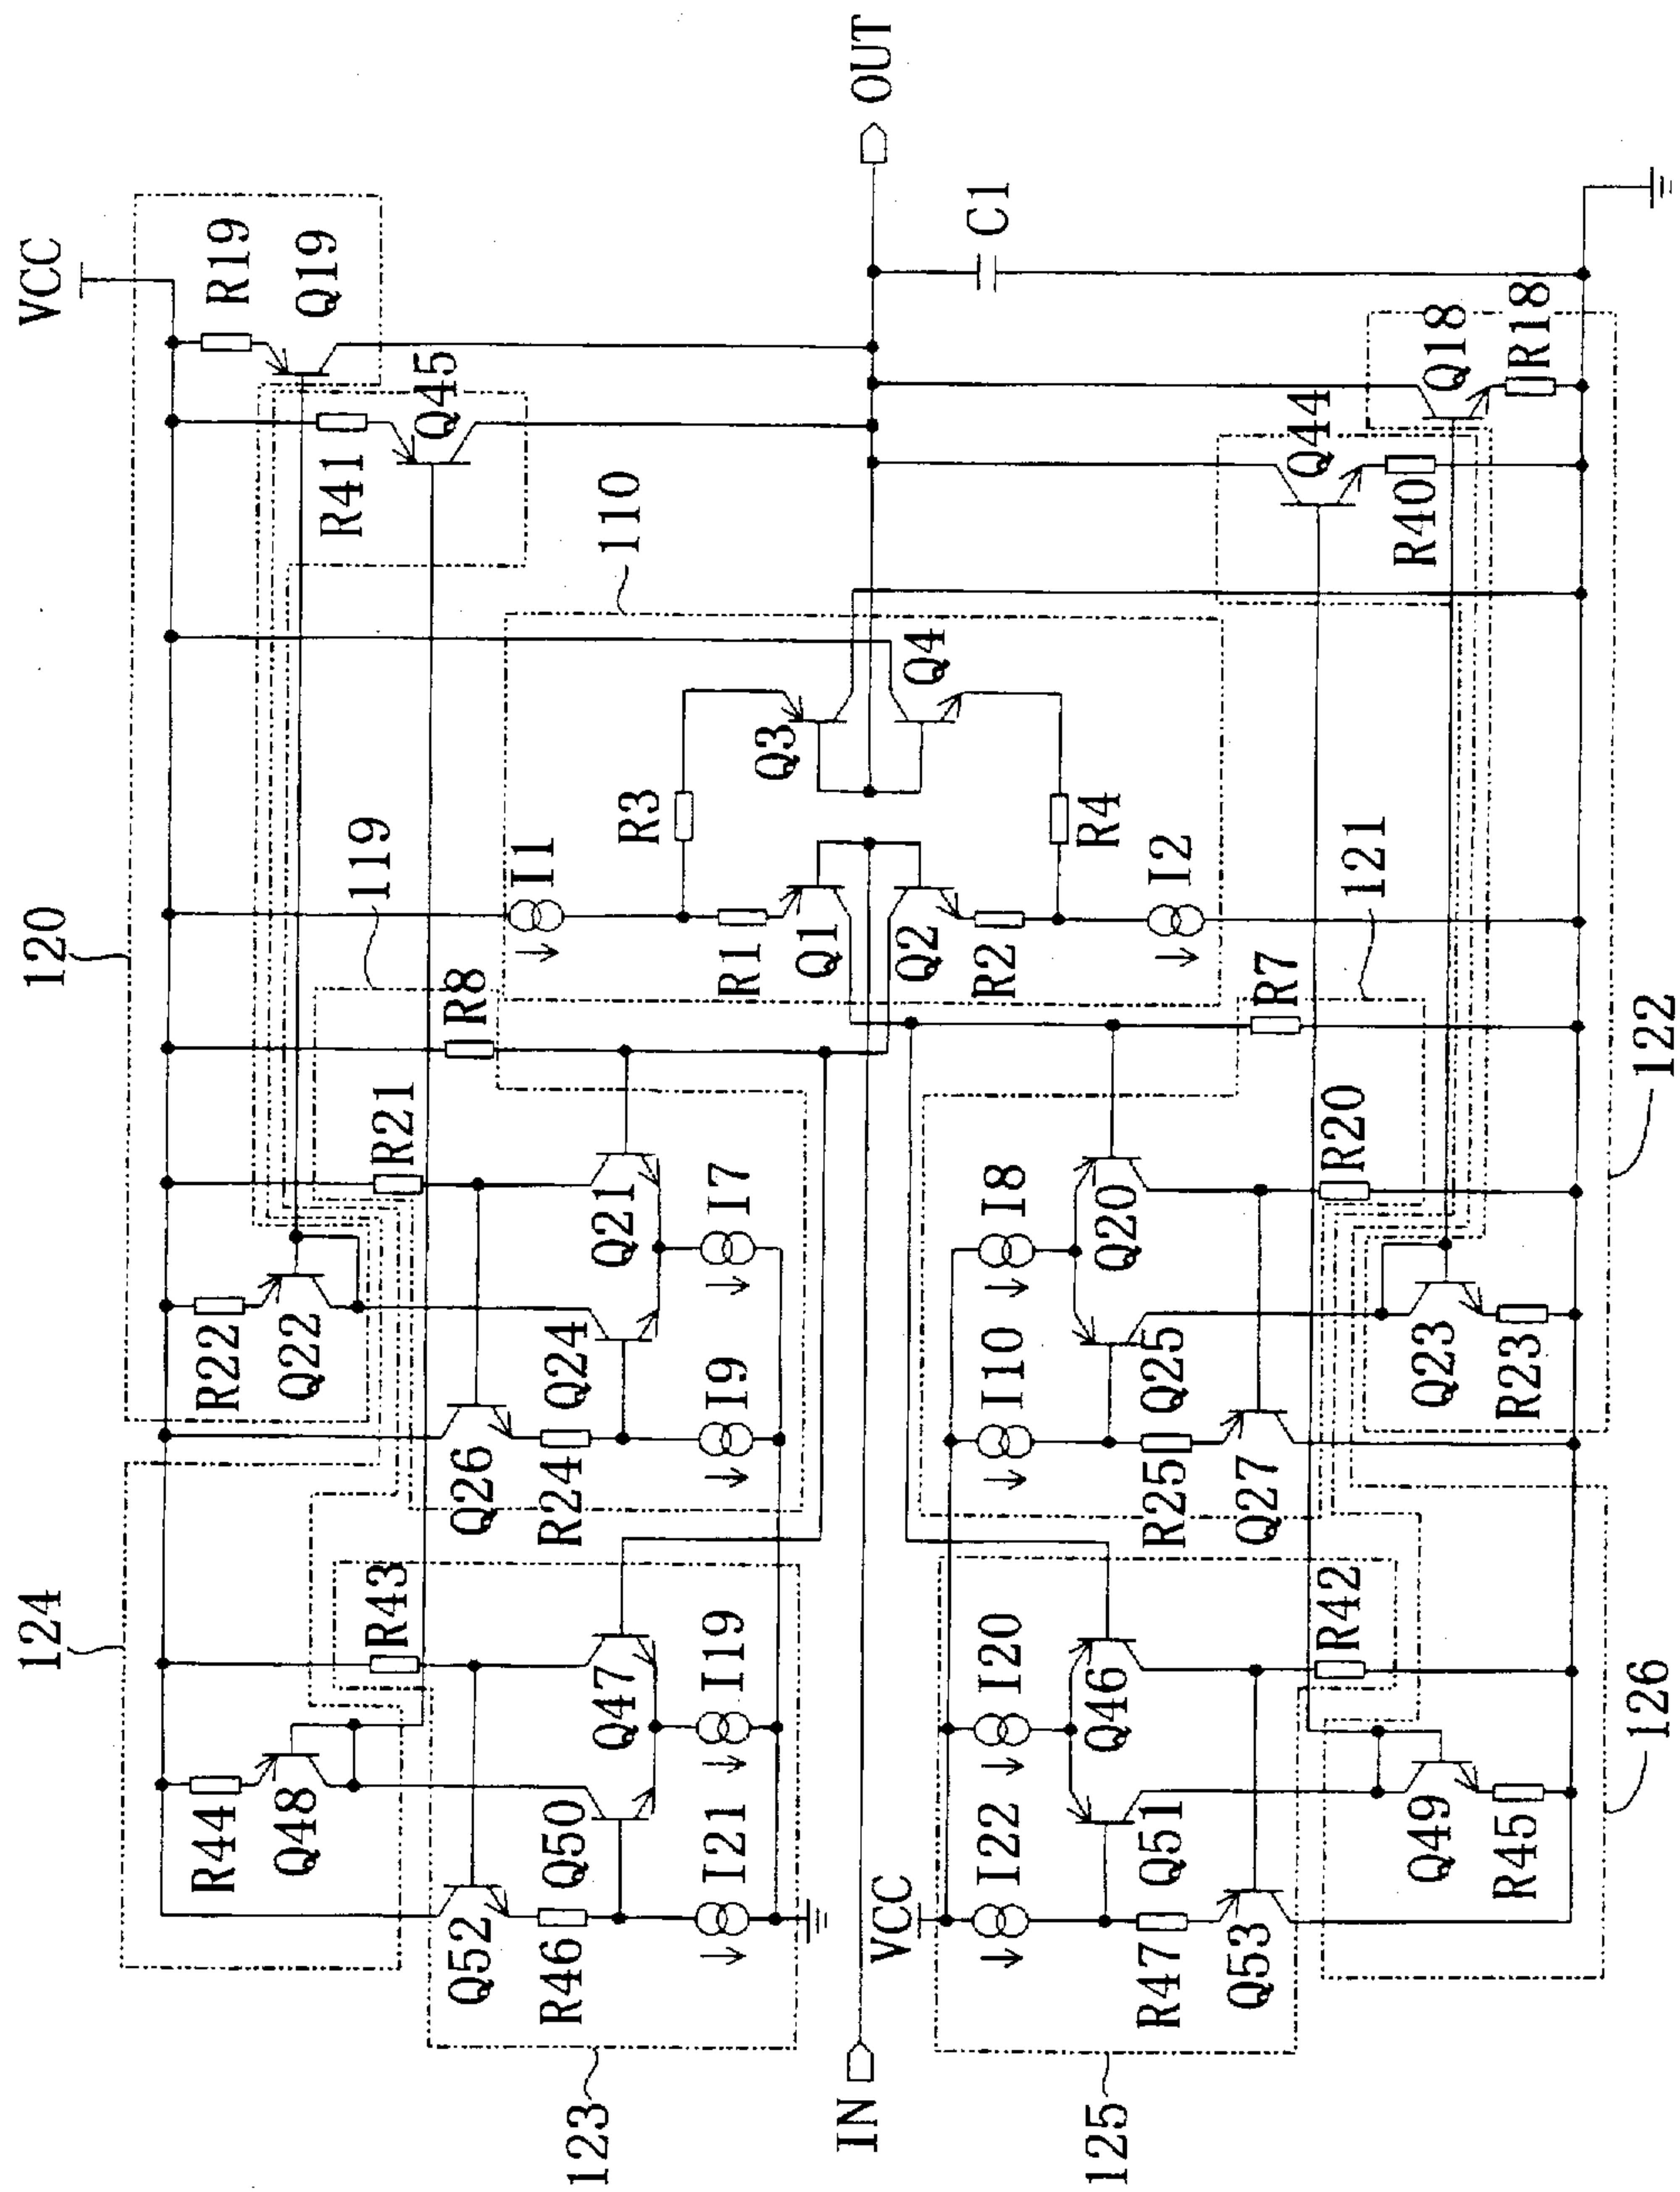 VCC
OUT
R19
Q19
120
R41
Q45
C1
110
119
Q18
R18
Q44
R40
Q4
Q3
R3
I1
R4
I2
R1
Q1
Q2
R2
121
R8
R7
122
R21
R20
Q21
I7
I8
Q20
R22
Q22
Q24
I9
I10
Q25
Q23
R23
Q26
R24
R25
Q27
124
R43
R42
Q47
I19
I20
Q46
126
R44
Q48
Q50
I21
I22
Q51
Q49
R45
VCC
Q52
R46
R47
Q53
123
IN
125